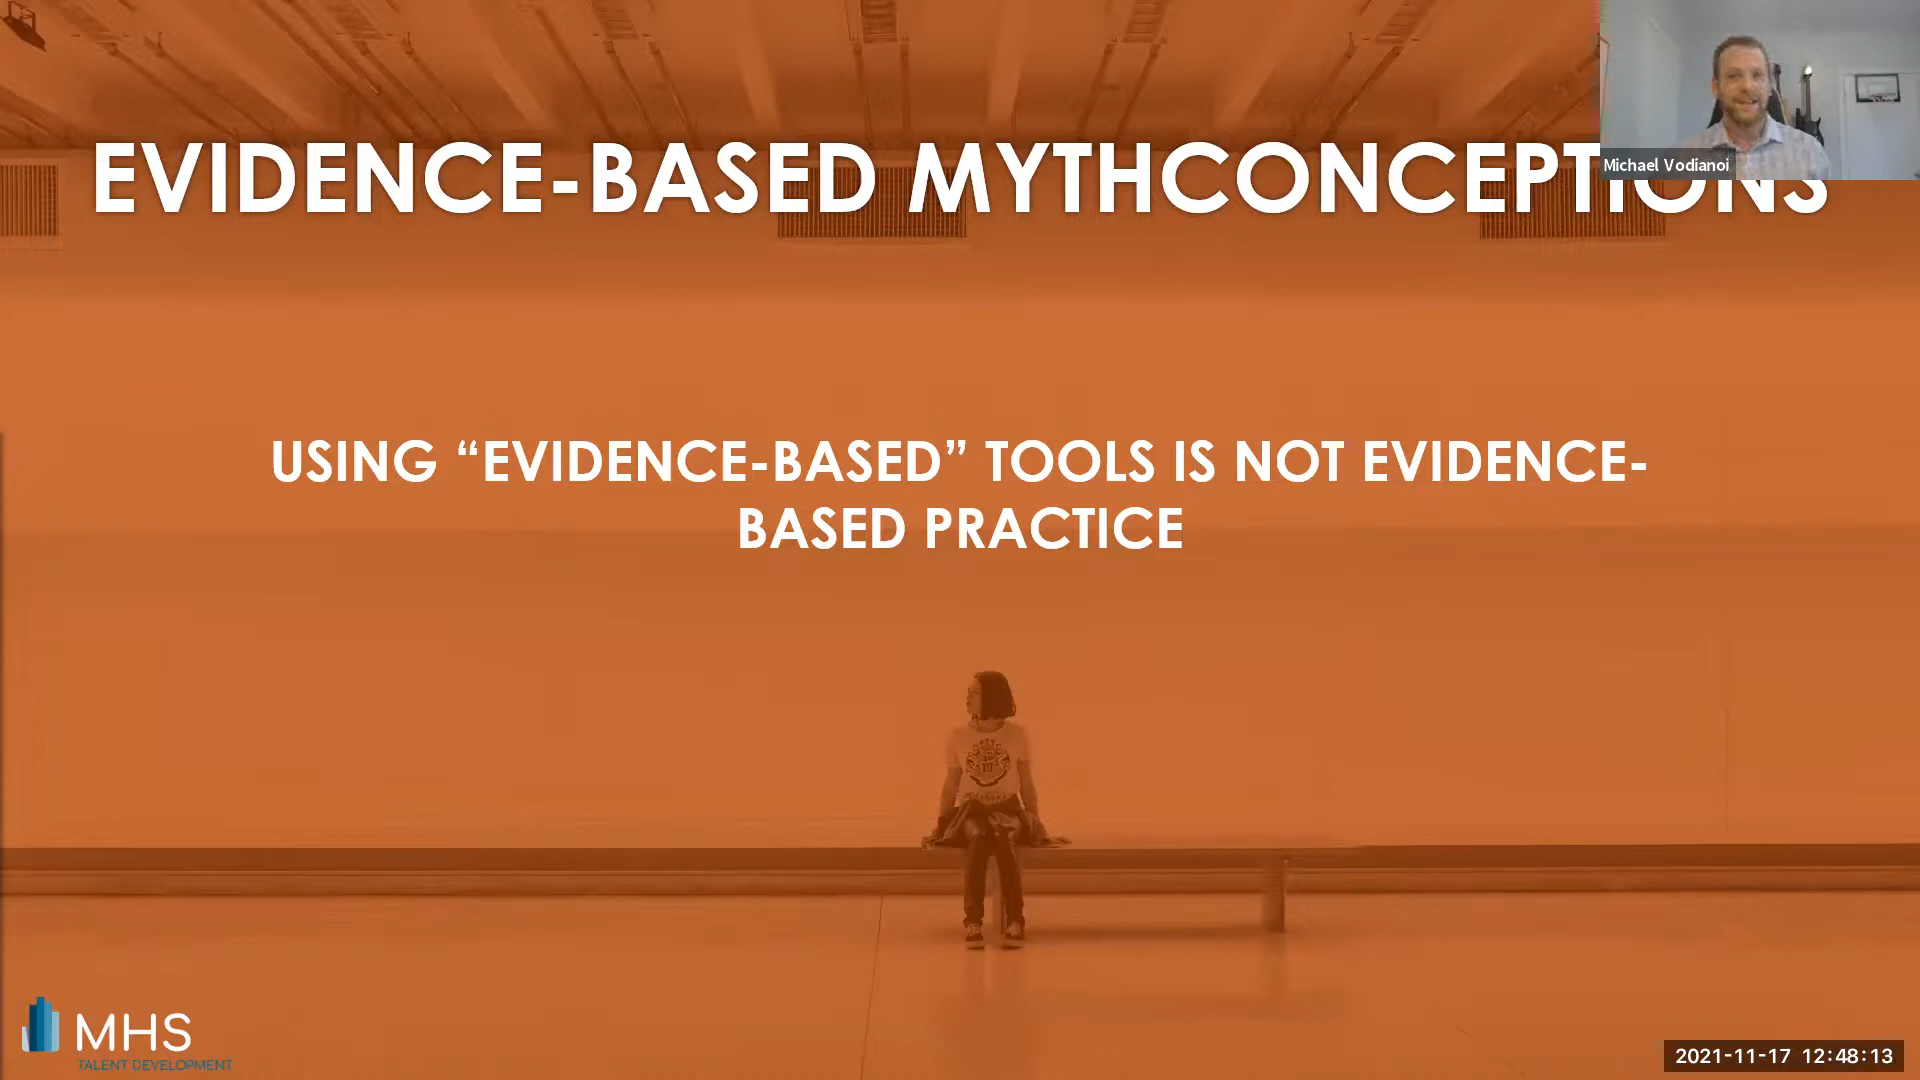 EVIDENCE-BASED MYTHCONCEPTIONS
Michael Vodianoi
USING “EVIDENCE-BASED” TOOLS IS NOT EVIDENCE-
BASED PRACTICE
MHS
TALENT DEVELOPMENT
2021-11-17 12:48:13